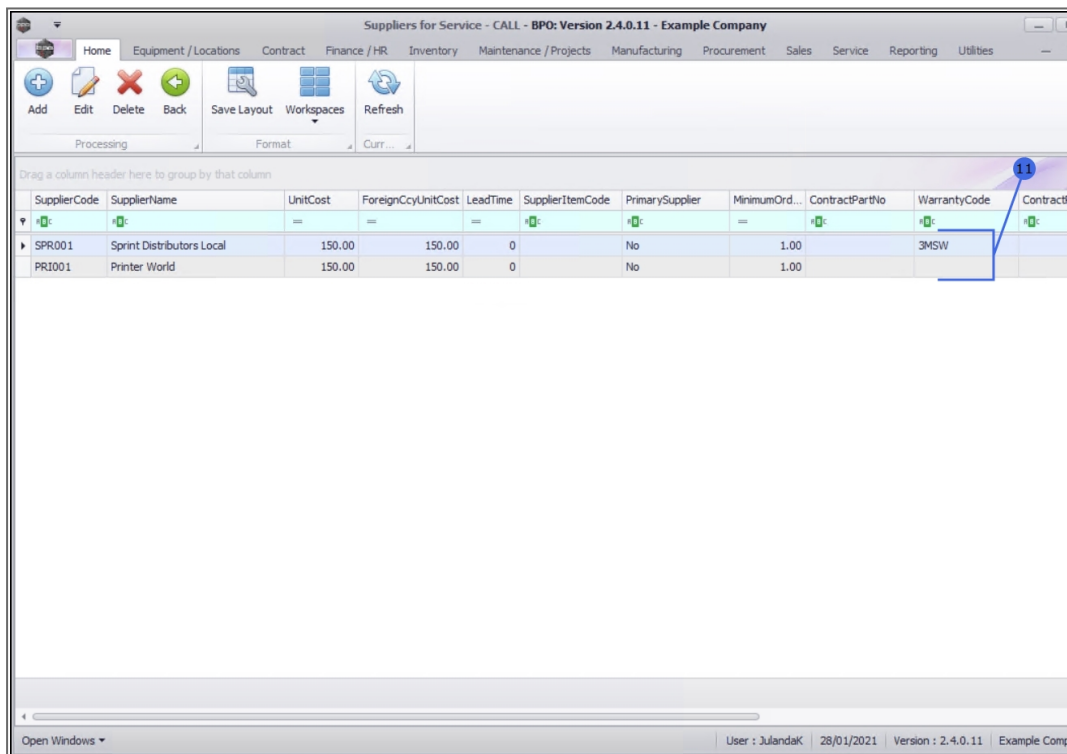 Suppliers for Service - CALL - BPO: Version 2.4.0.11 - Example Company
Home Equipment / Locations Contract Finance / HR Inventory Maintenance / Projects Manufacturing Procurement Sales Service Reporting Utilities
Add Edit Delete Back Save Layout Workspaces Refresh
Processing Format Curr...
Drag a column header here to group by that column
11
SupplierCode SupplierName UnitCost ForeignCcyUnitCost LeadTime SupplierItemCode PrimarySupplier MinimumOrd... ContractPartNo WarrantyCode
= = = =
SPR001 Sprint Distributors Local 150.00 150.00 0 No 1.00 3MSW
PRI001 Printer World 150.00 150.00 0 No 1.00
Open Windows User : JulandaK 28/01/2021 Version : 2.4.0.11 Example Comp